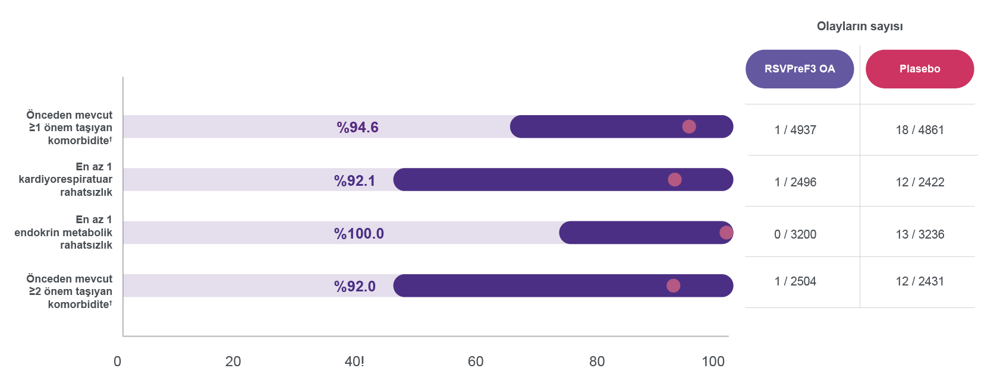 Olayların sayısı
RSVPreF3 OA
Plasebo
Önceden mevcut
≥1 önem taşıyan
komorbidite†
%94.6
1 / 4937
18 / 4861
En az 1
kardiyorespiratuar
rahatsızlık
%92.1
1 / 2496
12 / 2422
En az 1
endokrin metabolik
rahatsızlık
%100.0
0 / 3200
13 / 3236
Önceden mevcut
≥2 önem taşıyan
komorbidite†
%92.0
1 / 2504
12 / 2431
0
20
40!
60
80
100